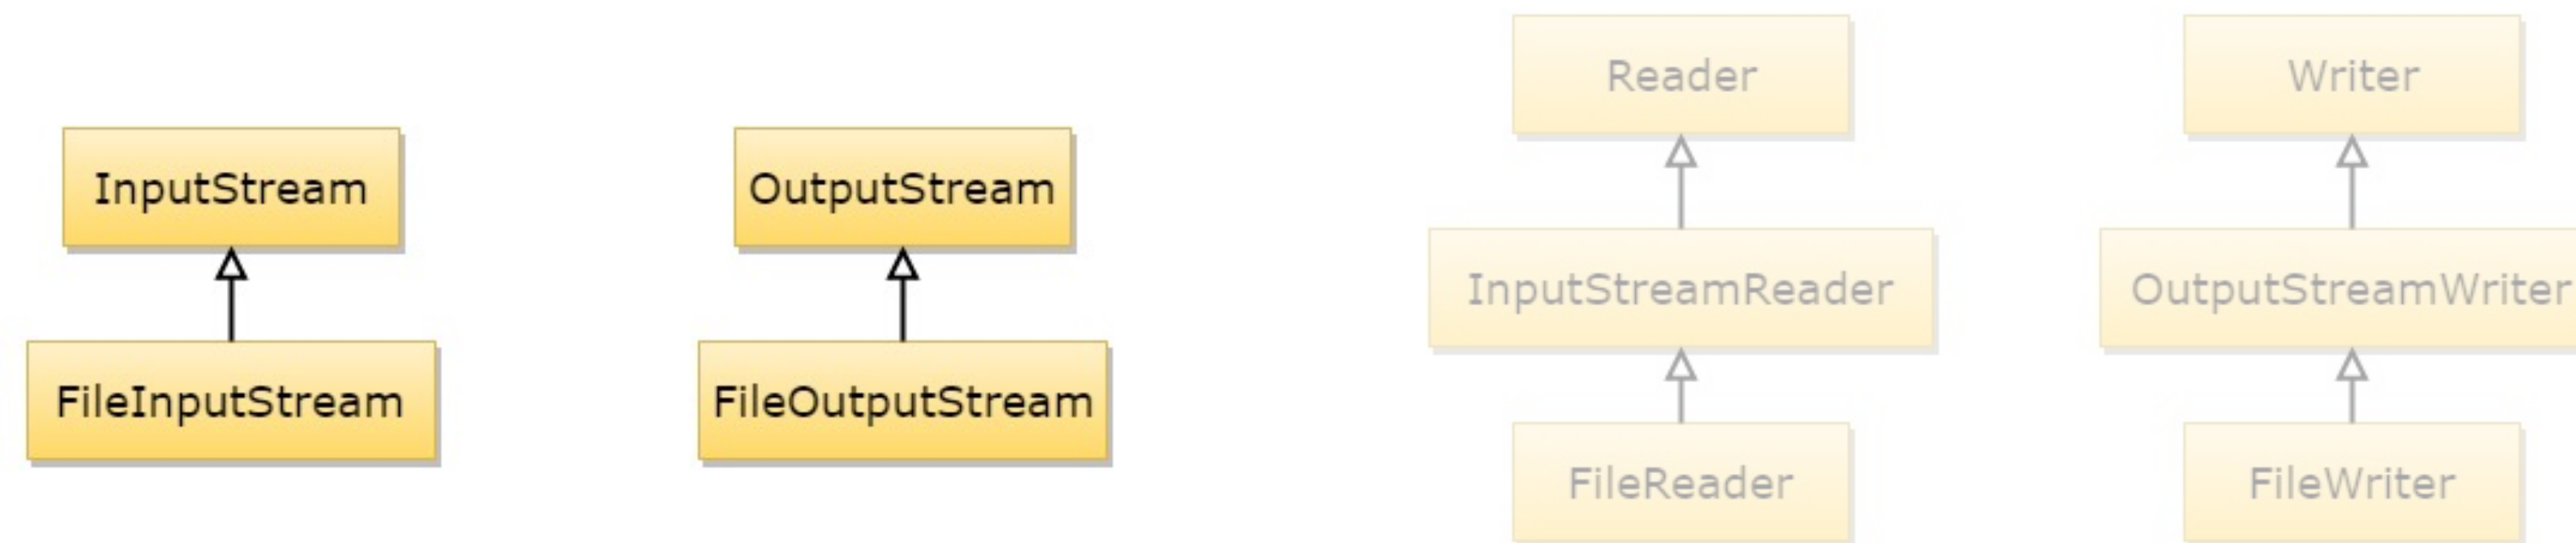 Reader
Writer
InputStream
OutputStream
InputStreamReader
OutputStreamWriter
FileInputStream
FileOutputStream
FileReader
FileWriter